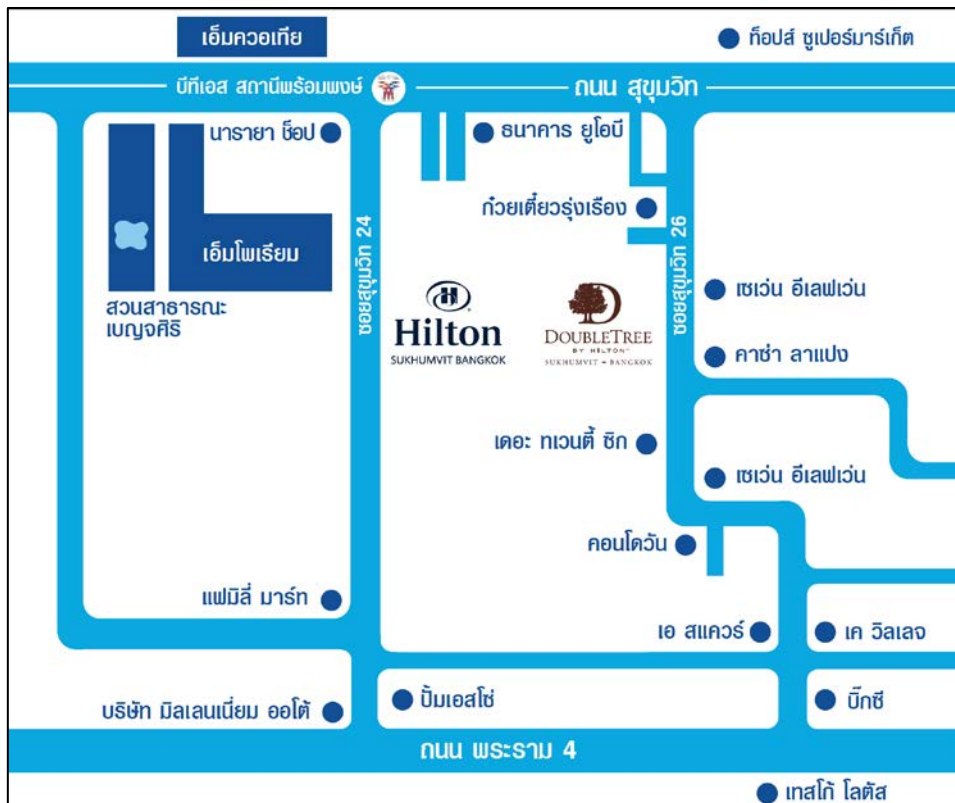 เอ็มควอเทีย
ท็อปส์ ซูเปอร์มาร์เก็ต
บีทีเอส สถานีพร้อมพงษ์
ถนน สุขุมวิท
นารายา ช็อป
ธนาคาร ยูโอบี
ก๋วยเตี๋ยวรุ่งเรือง
เอ็มโพเรียม
ซอยสุขุมวิท 24
ซอยสุขุมวิท 26
สวนสาธารณะ
เบญจศิริ
H
Hilton
SUKHUMVIT BANGKOK
D
DOUBLETREE
BY HILTON™
SUKHUMVIT - BANGKOK
เซเว่น อีเลฟเว่น
คาซ่า ลาแปง
เดอะ ทเวนตี้ ซิก
เซเว่น อีเลฟเว่น
คอนโดวัน
แฟมิลี่ มาร์ท
เอ สแควร์
เค วิลเลจ
บริษัท มิลเลนเนี่ยม ออโต้
ปั้มเอสโซ่
บิ๊กซี
ถนน พระราม 4
เทสโก้ โลตัส